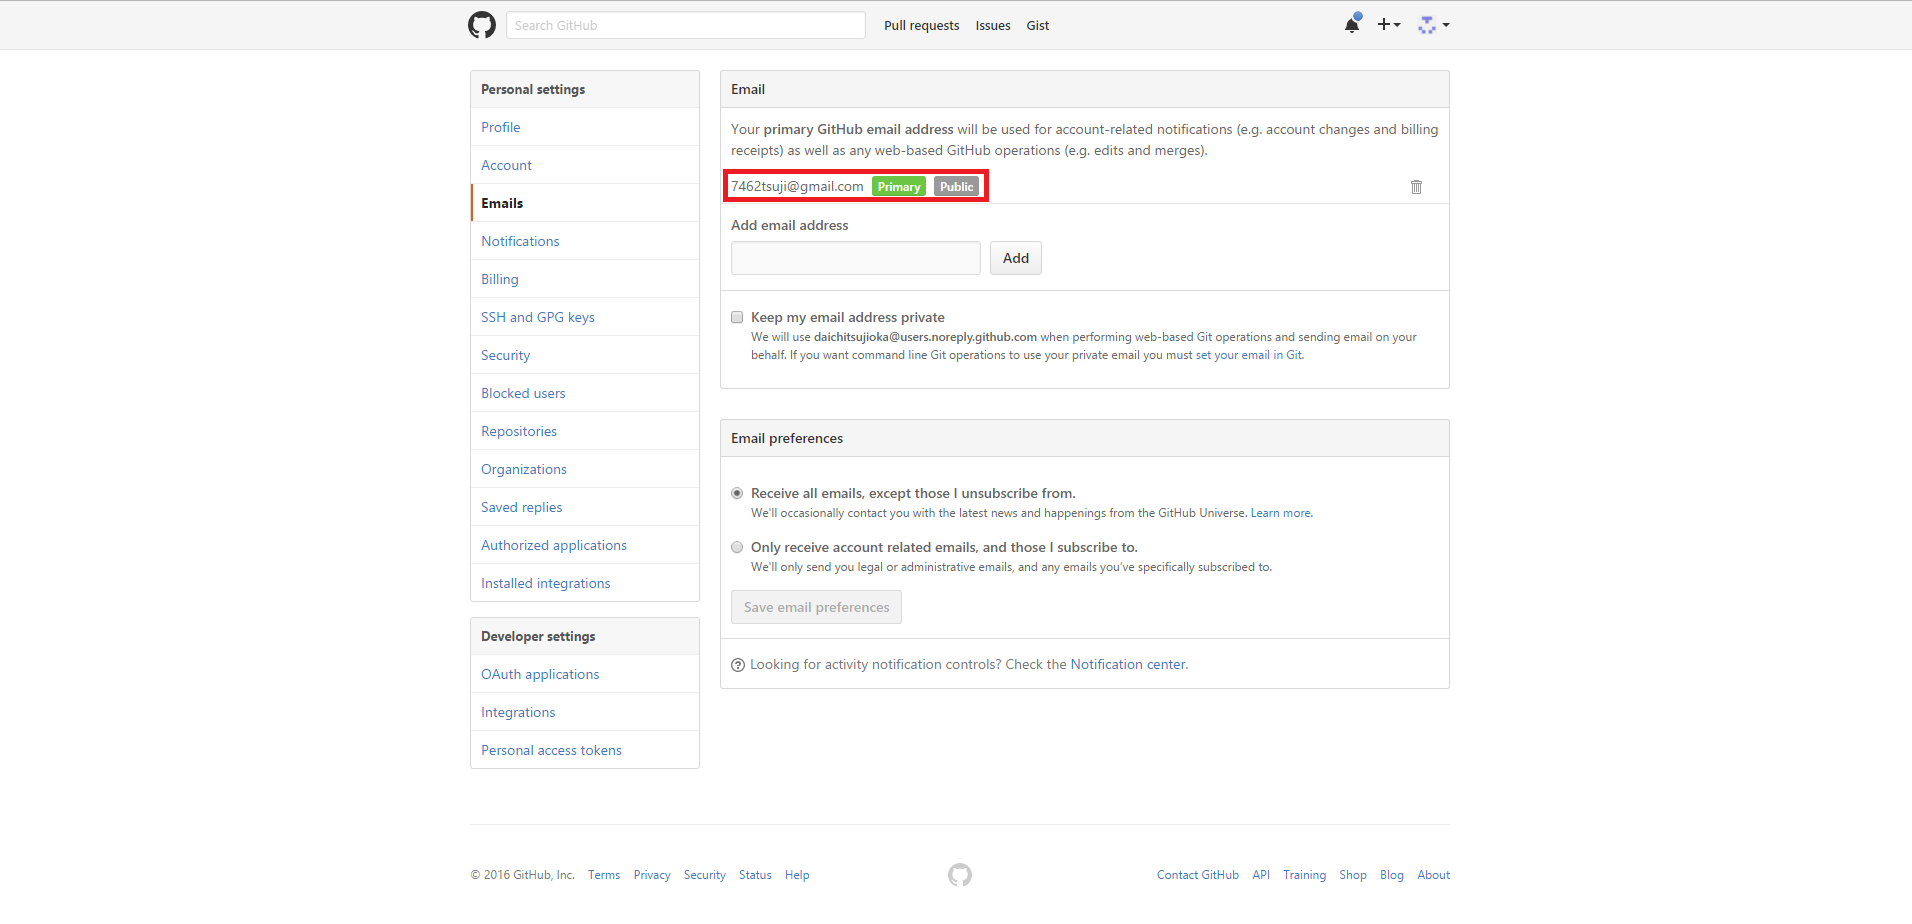 Search GitHub
Pull requests
Issues
Gist
Personal settings
Profile
Account
Emails
Notifications
Billing
SSH and GPG keys
Security
Blocked users
Repositories
Organizations
Saved replies
Authorized applications
Installed integrations
Developer settings
OAuth applications
Integrations
Personal access tokens
Email
Your primary GitHub email address will be used for account-related notifications (e.g. account changes and billing
receipts) as well as any web-based GitHub operations (e.g. edits and merges).
7462tsuji@gmail.com Primary Public
Add email address
Add
Keep my email address private
We will use daichitsujioka@users.noreply.github.com when performing web-based Git operations and sending email on your
behalf. If you want command line Git operations to use your private email you must set your email in Git.
Email preferences
Receive all emails, except those I unsubscribe from.
We'll occasionally contact you with the latest news and happenings from the GitHub Universe. Learn more.
Only receive account related emails, and those I subscribe to.
We'll only send you legal or administrative emails, and any emails you've specifically subscribed to.
Save email preferences
Looking for activity notification controls? Check the Notification center.
© 2016 GitHub, Inc. Terms Privacy Security Status Help
Contact GitHub API Training Shop Blog About